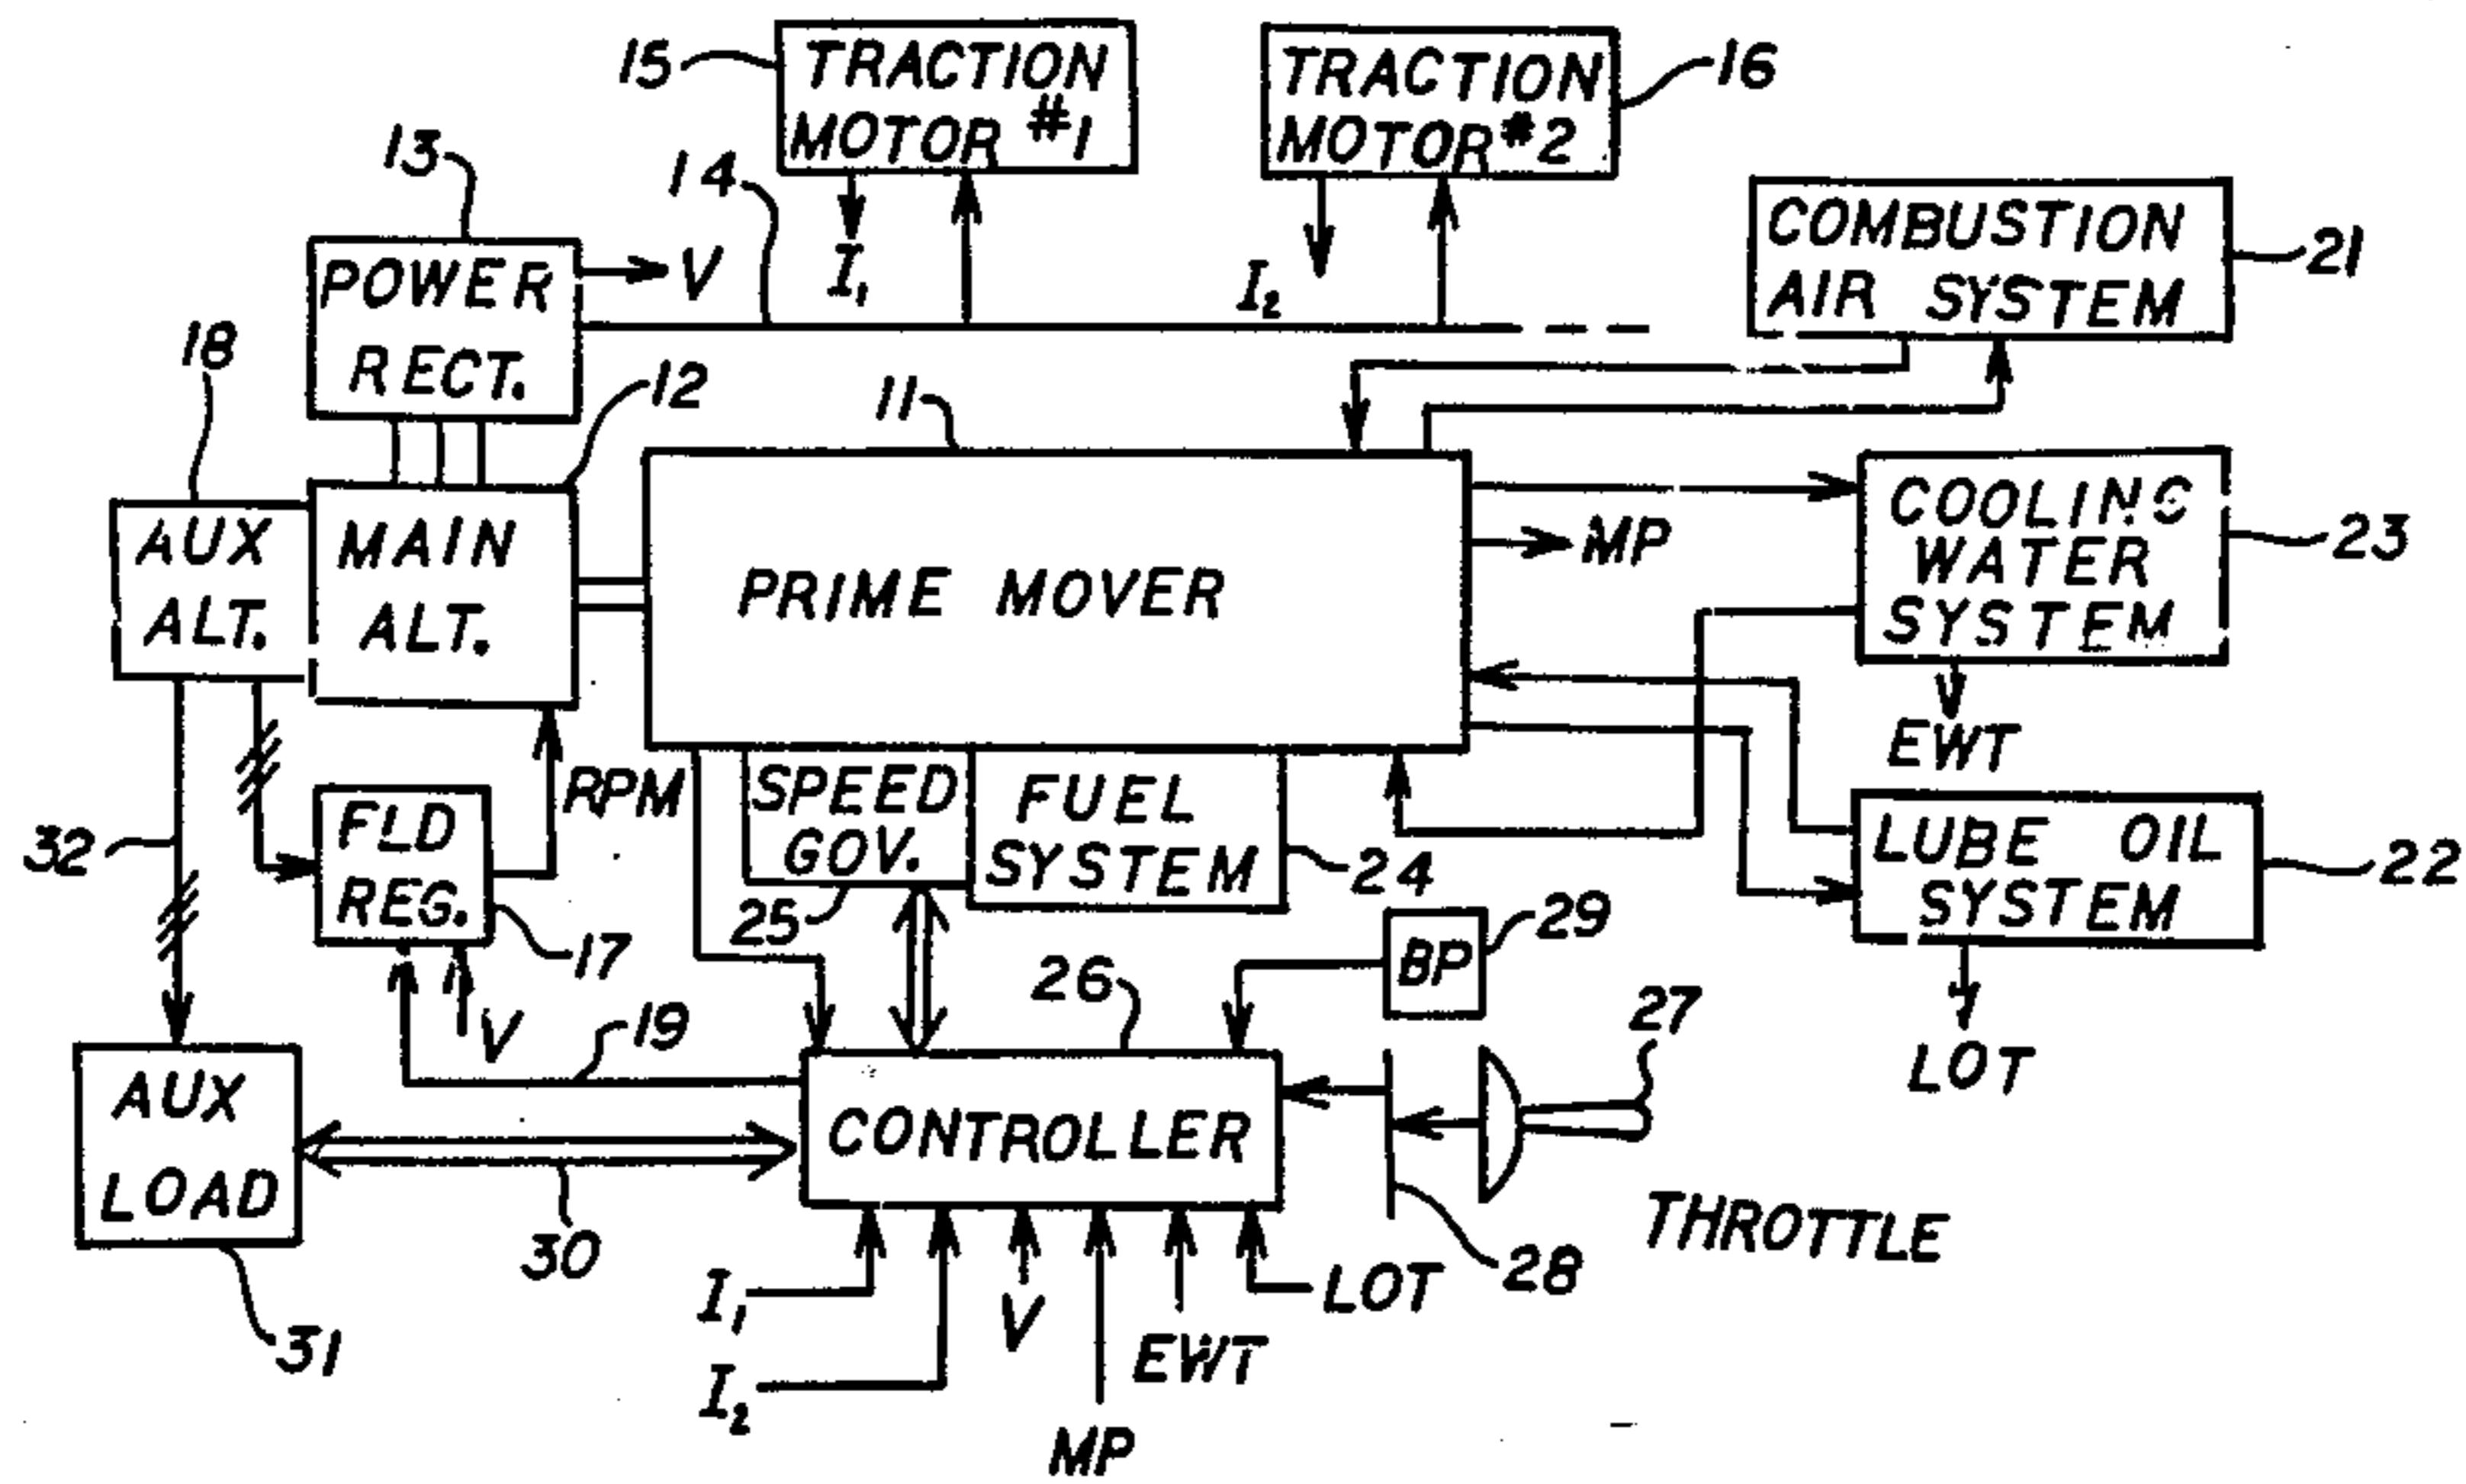 15
TRACTION
MOTOR #1
TRACTION
MOTOR #2
16
13
14
I1
I2
POWER
RECT.
V
COMBUSTION
AIR SYSTEM
21
18
12
11
AUX
ALT.
MAIN
ALT.
PRIME MOVER
MP
COOLING
WATER
SYSTEM
23
EWT
RPM
SPEED
GOV.
25
FUEL
SYSTEM
24
LUBE OIL
SYSTEM
22
LOT
32
FLD
REG.
17
V
19
26
BP
29
27
AUX
LOAD
31
30
CONTROLLER
28
THROTTLE
I1
I2
V
MP
EWT
LOT